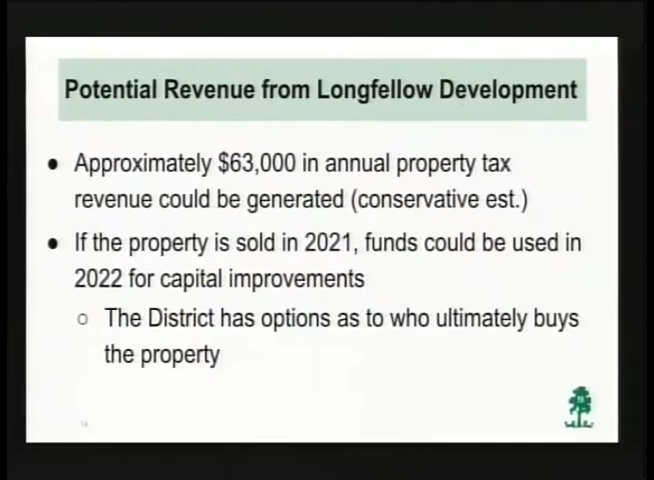 Potential Revenue from Longfellow Development
● Approximately $63,000 in annual property tax
revenue could be generated (conservative est.)
● If the property is sold in 2021, funds could be used in
2022 for capital improvements
○ The District has options as to who ultimately buys
the property
14